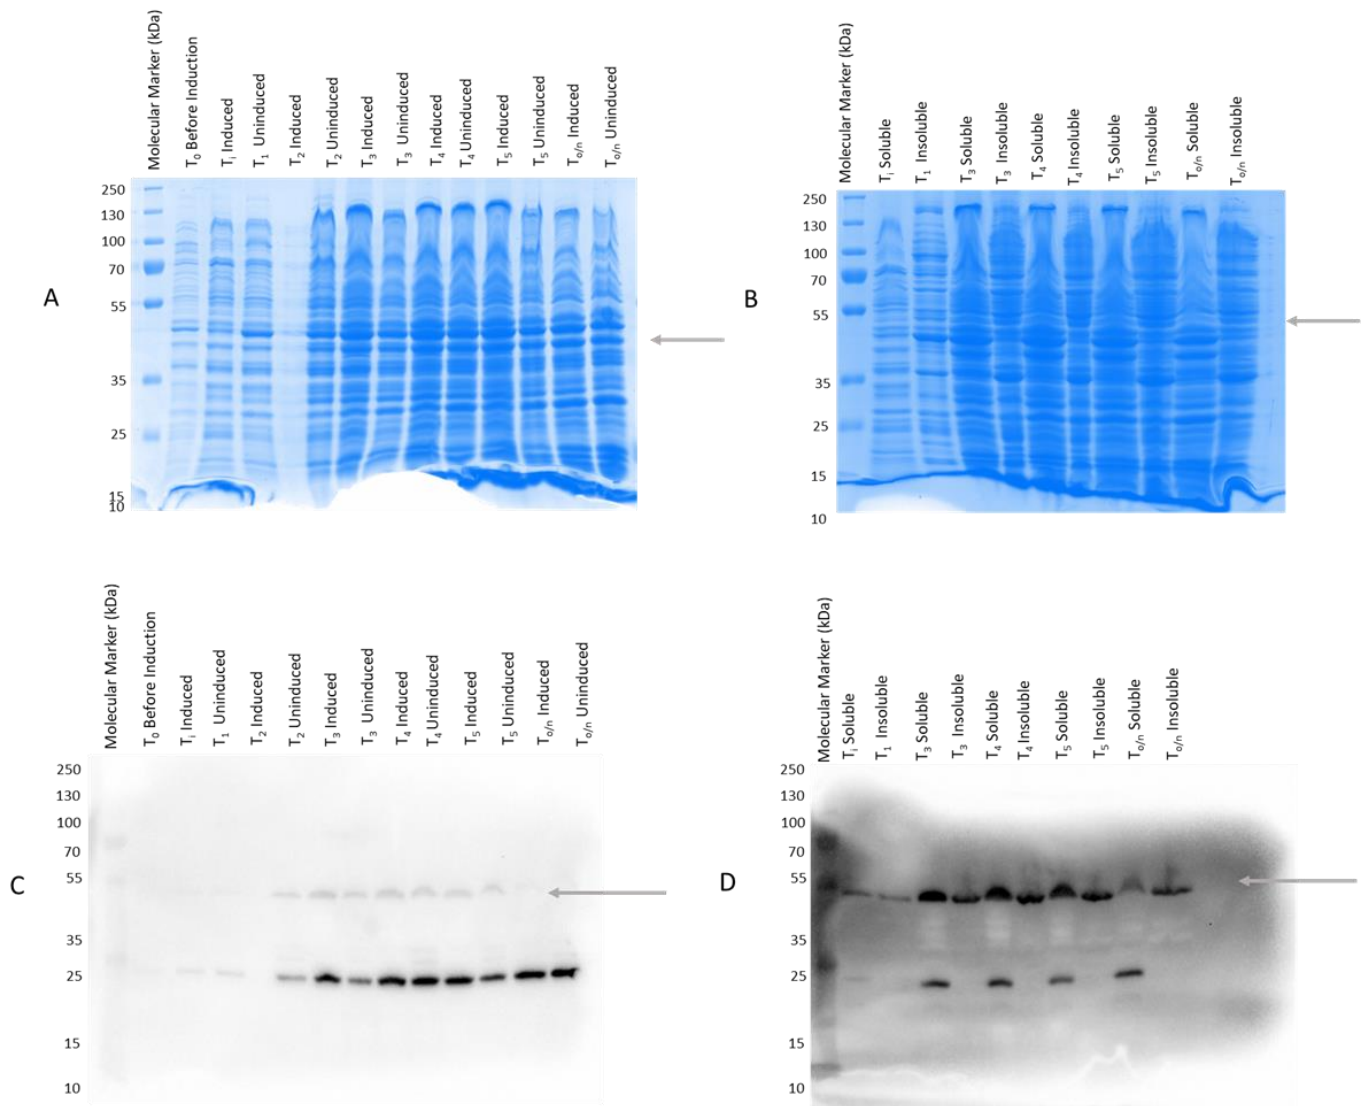 Molecular Marker (kDa)
T0 Before Induction
Ti Induced
T1 Uninduced
T2 Induced
T2 Uninduced
T3 Induced
T3 Uninduced
T4 Induced
T4 Uninduced
T5 Induced
T5 Uninduced
To/n Induced
To/n Uninduced
250
130
100
70
55
35
25
15
10
A
Molecular Marker (kDa)
Ti Soluble
T1 Insoluble
T3 Soluble
T3 Insoluble
T4 Soluble
T4 Insoluble
T5 Soluble
T5 Insoluble
To/n Soluble
To/n Insoluble
250
130
100
70
55
35
25
15
10
B
Molecular Marker (kDa)
T0 Before Induction
Ti Induced
T1 Uninduced
T2 Induced
T2 Uninduced
T3 Induced
T3 Uninduced
T4 Induced
T4 Uninduced
T5 Induced
T5 Uninduced
To/n Induced
To/n Uninduced
250
130
100
70
55
35
25
15
10
C
Molecular Marker (kDa)
Ti Soluble
T1 Insoluble
T3 Soluble
T3 Insoluble
T4 Soluble
T4 Insoluble
T5 Soluble
T5 Insoluble
To/n Soluble
To/n Insoluble
250
130
100
70
55
35
25
15
10
D